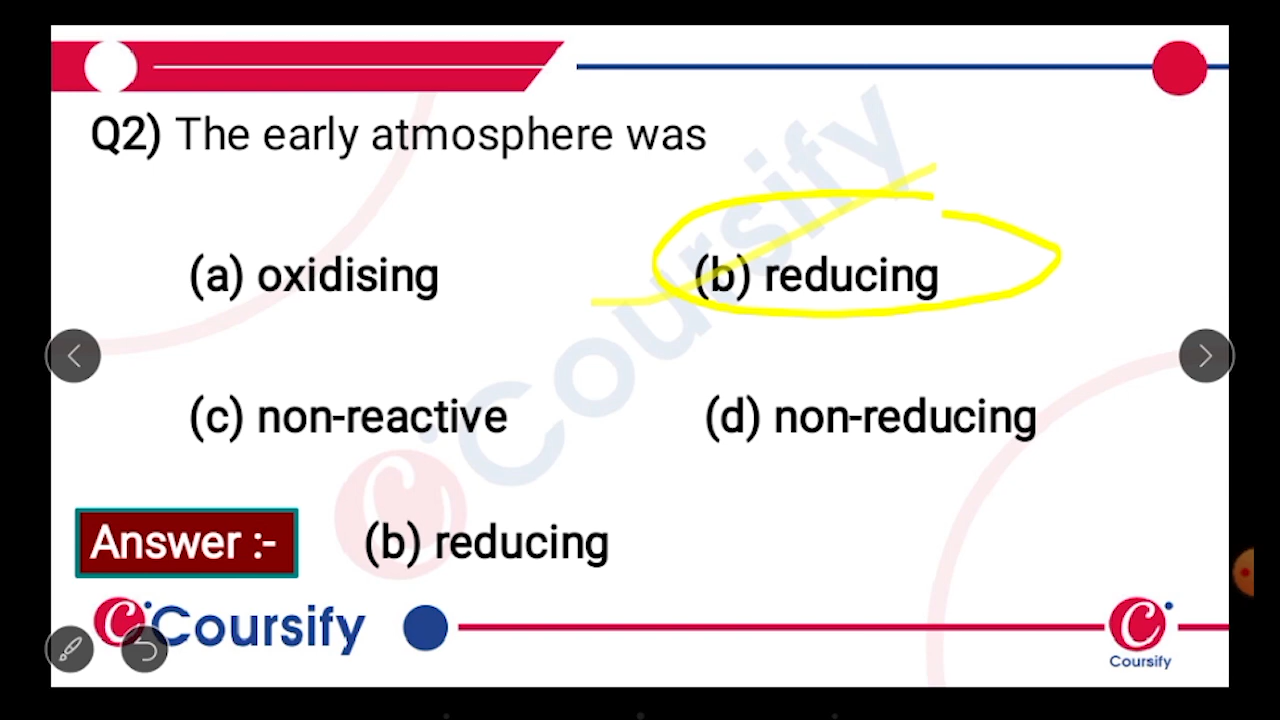 Q2) The early atmosphere was
(a) oxidising
(b) reducing
(c) non-reactive
(d) non-reducing
Coursify
Answer :- (b) reducing
Coursify
Coursify